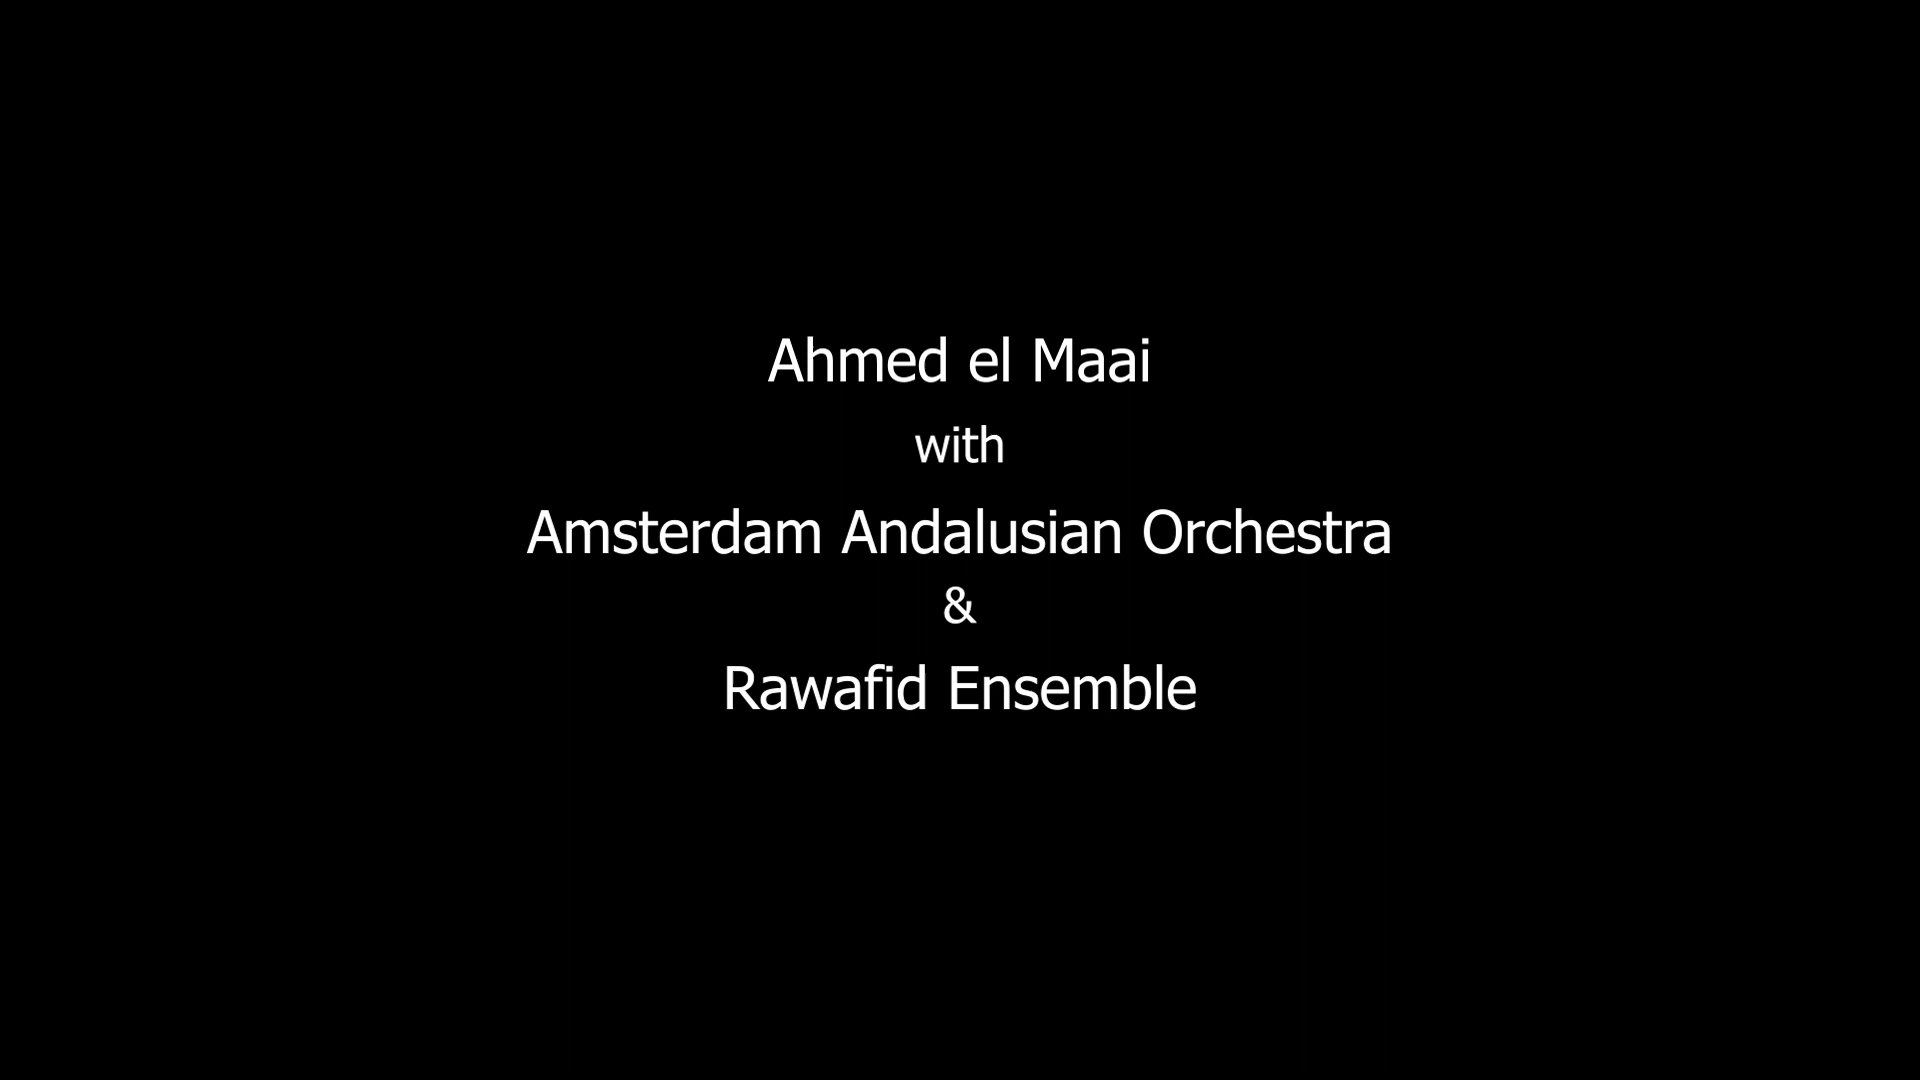 Ahmed el Maai
with
Amsterdam Andalusian Orchestra
&
Rawafid Ensemble